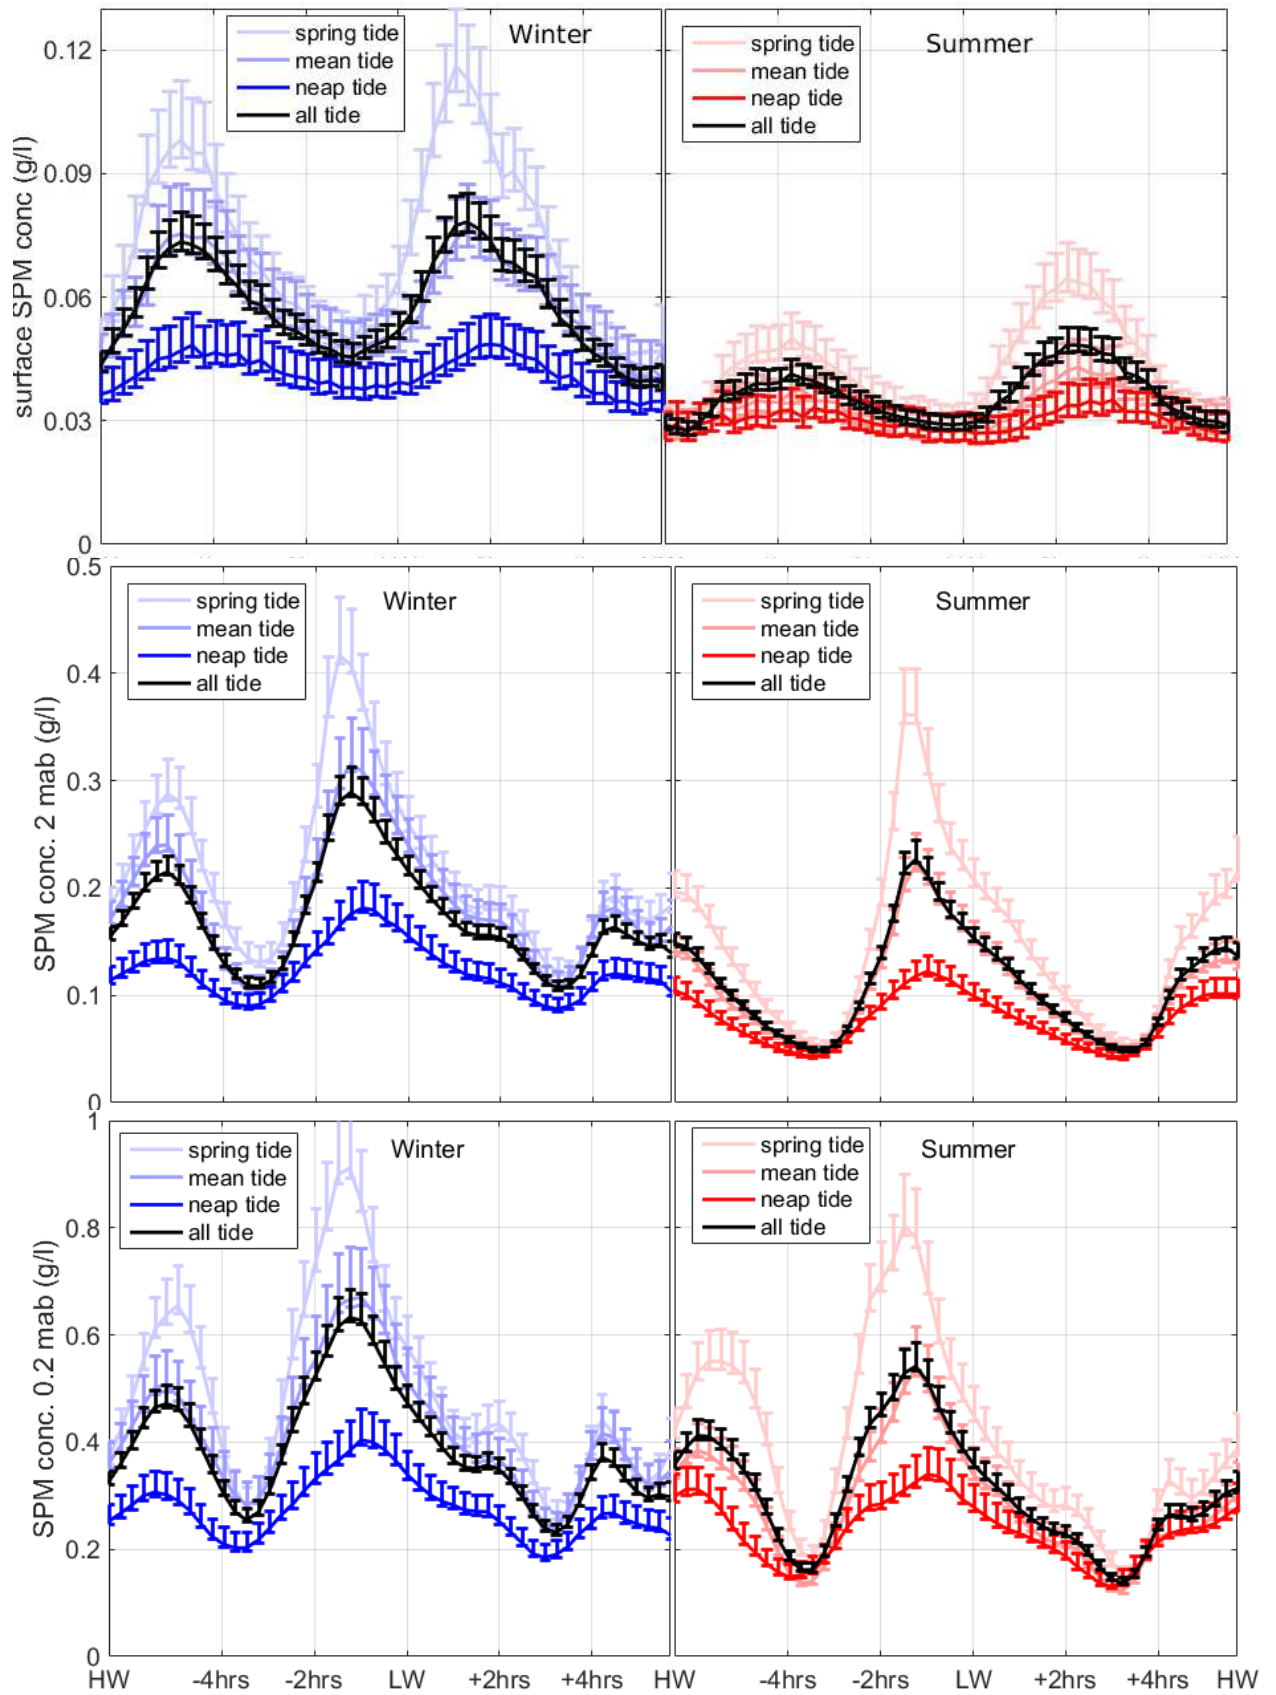 surface SPM conc (g/l)
0.12
0.09
0.06
0.03
0
spring tide
mean tide
neap tide
all tide
Winter
spring tide
mean tide
neap tide
all tide
Summer
SPM conc. 2 mab (g/l)
0.5
0.4
0.3
0.2
0.1
0
spring tide
mean tide
neap tide
all tide
Winter
spring tide
mean tide
neap tide
all tide
Summer
SPM conc. 0.2 mab (g/l)
1
0.8
0.6
0.4
0.2
0
spring tide
mean tide
neap tide
all tide
Winter
spring tide
mean tide
neap tide
all tide
Summer
HW -4hrs -2hrs LW +2hrs +4hrs HW -4hrs -2hrs LW +2hrs +4hrs HW